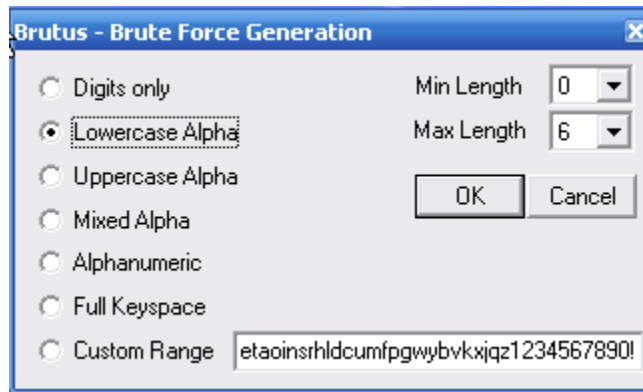 Brutus - Brute Force Generation
Digits only
Min Length 0
Lowercase Alpha
Max Length 6
Uppercase Alpha
OK Cancel
Mixed Alpha
Alphanumeric
Full Keyspace
Custom Range etaoinsrhldcumfpgwybvkxjqz1234567890!